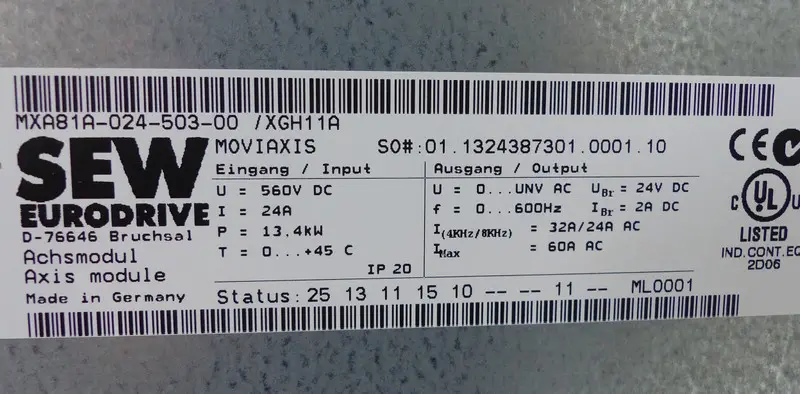 MXA81A-024-503-00 /XGH11A
MOVIAXIS SO#:01.1324387301.0001.10
SEW
EURODRIVE
D-76646 Bruchsal
Achsmodul
Axis module
Made in Germany
Eingang / Input
U = 560V DC
I = 24A
P = 13.4kW
T = 0...+45 C
IP 20
Ausgang / Output
U = 0...UNV AC UBr = 24V DC
f = 0...600Hz IBr = 2A DC
I(4KHz/8KHz) = 32A/24A AC
IMax = 60A AC
Status: 25 13 11 15 10 -- -- 11 -- ML0001
CE
C UL U
LISTED
IND.CONT.EQ
2D06